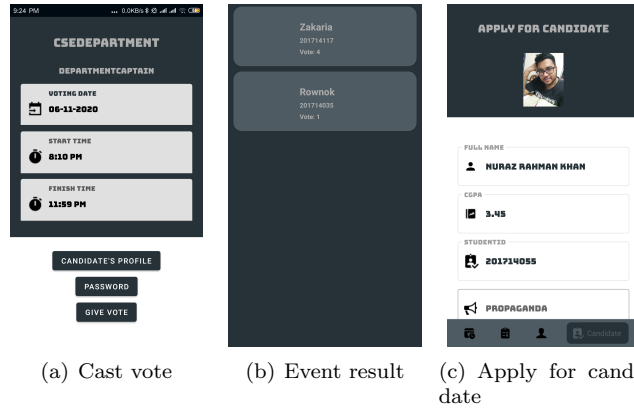 9:24 PM
... 0.0KB/s
CSEDEPARTMENT
DEPARTMENTCAPTAIN
VOTING DATE
06-11-2020
START TIME
8:10 PM
FINISH TIME
11:59 PM
CANDIDATE'S PROFILE
PASSWORD
GIVE VOTE
(a) Cast vote
Zakaria
201714117
Vote: 4
Rownok
201714035
Vote: 1
(b) Event result
APPLY FOR CANDIDATE
FULL NAME
NURAZ RAHMAN KHAN
CGPA
3.45
STUDENTID
201714055
PROPAGANDA
Candidate
(c) Apply for cand
date